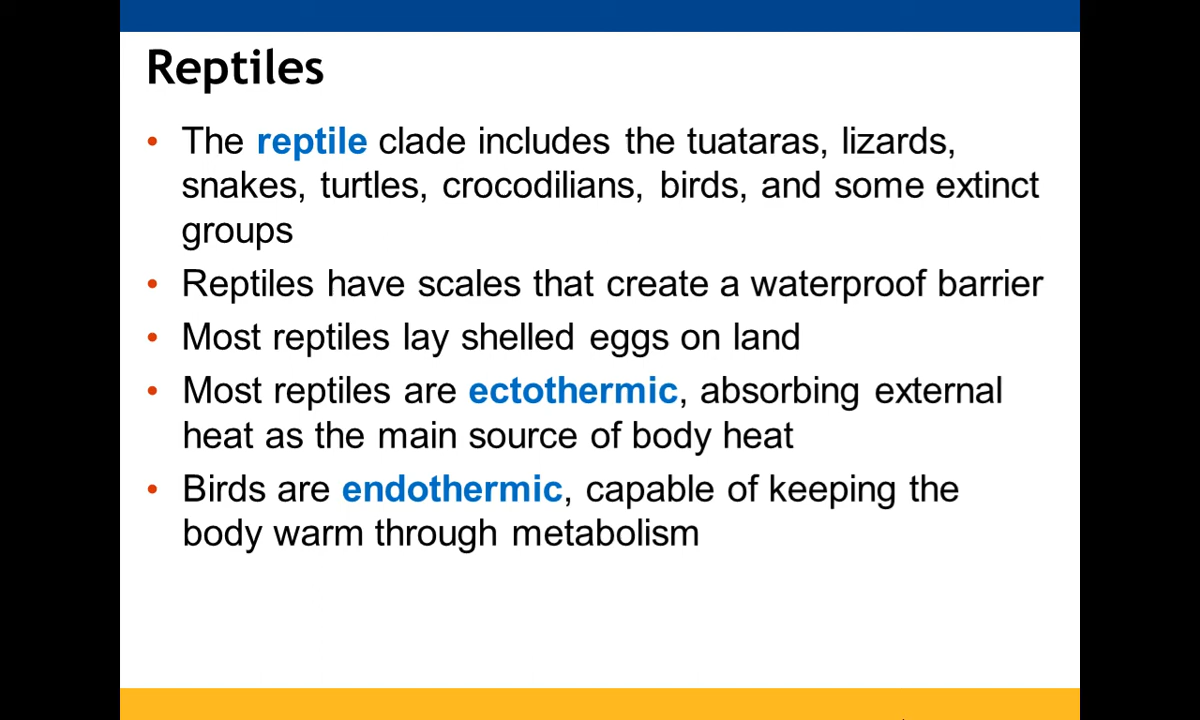 Reptiles
• The reptile clade includes the tuataras, lizards,
snakes, turtles, crocodilians, birds, and some extinct
groups
• Reptiles have scales that create a waterproof barrier
• Most reptiles lay shelled eggs on land
• Most reptiles are ectothermic, absorbing external
heat as the main source of body heat
• Birds are endothermic, capable of keeping the
body warm through metabolism